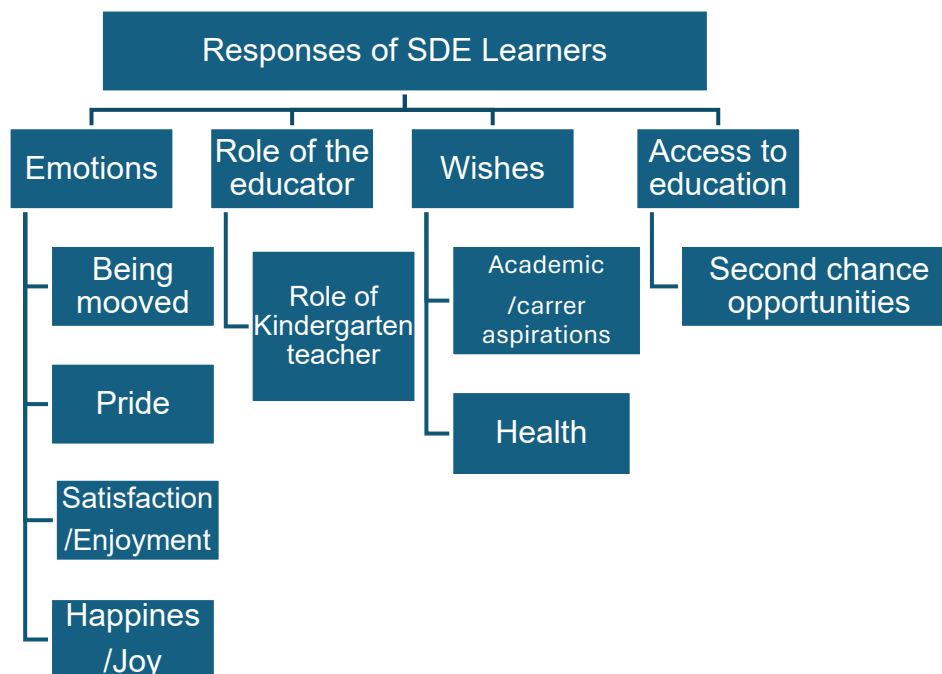 Responses of SDE Learners
Emotions
Role of the
educator
Wishes
Access to
education
Being
mooved
Pride
Satisfaction
/Enjoyment
Happines
/Joy
Role of
Kindergarten
teacher
Academic
/carrer
aspirations
Health
Second chance
opportunities